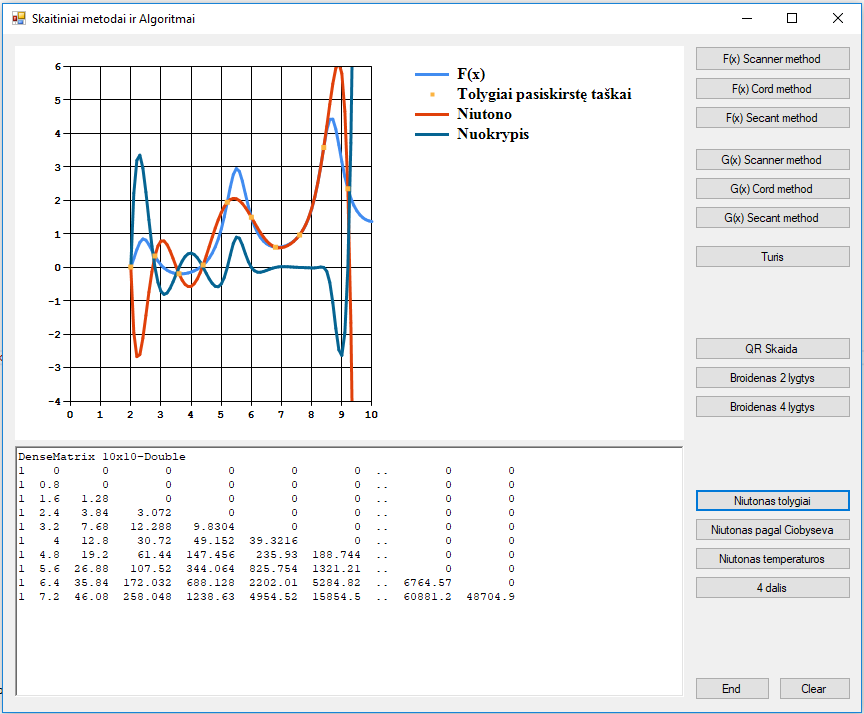 Skaitiniai metodai ir Algoritmai
6
5
4
3
2
1
0
-1
-2
-3
-4
0 1 2 3 4 5 6 7 8 9 10
F(x)
Tolygiai pasiskirstę taškai
Niutono
Nuokrypis
DenseMatrix 10x10-Double
1 0 0 0 0 0 0 .. 0 0
1 0.8 0 0 0 0 0 .. 0 0
1 1.6 1.28 0 0 0 0 .. 0 0
1 2.4 3.84 3.072 0 0 0 .. 0 0
1 3.2 7.68 12.288 9.8304 0 0 .. 0 0
1 4 12.8 30.72 49.152 39.3216 0 .. 0 0
1 4.8 19.2 61.44 147.456 235.93 188.744 .. 0 0
1 5.6 26.88 107.52 344.064 825.754 1321.21 .. 0 0
1 6.4 35.84 172.032 688.128 2202.01 5284.82 .. 6764.57 0
1 7.2 46.08 258.048 1238.63 4954.52 15854.5 .. 60881.2 48704.9
F(x) Scanner method
F(x) Cord method
F(x) Secant method
G(x) Scanner method
G(x) Cord method
G(x) Secant method
Turis
QR Skaida
Broidenas 2 lygtys
Broidenas 4 lygtys
Niutonas tolygiai
Niutonas pagal Ciobyseva
Niutonas temperaturos
4 dalis
End
Clear